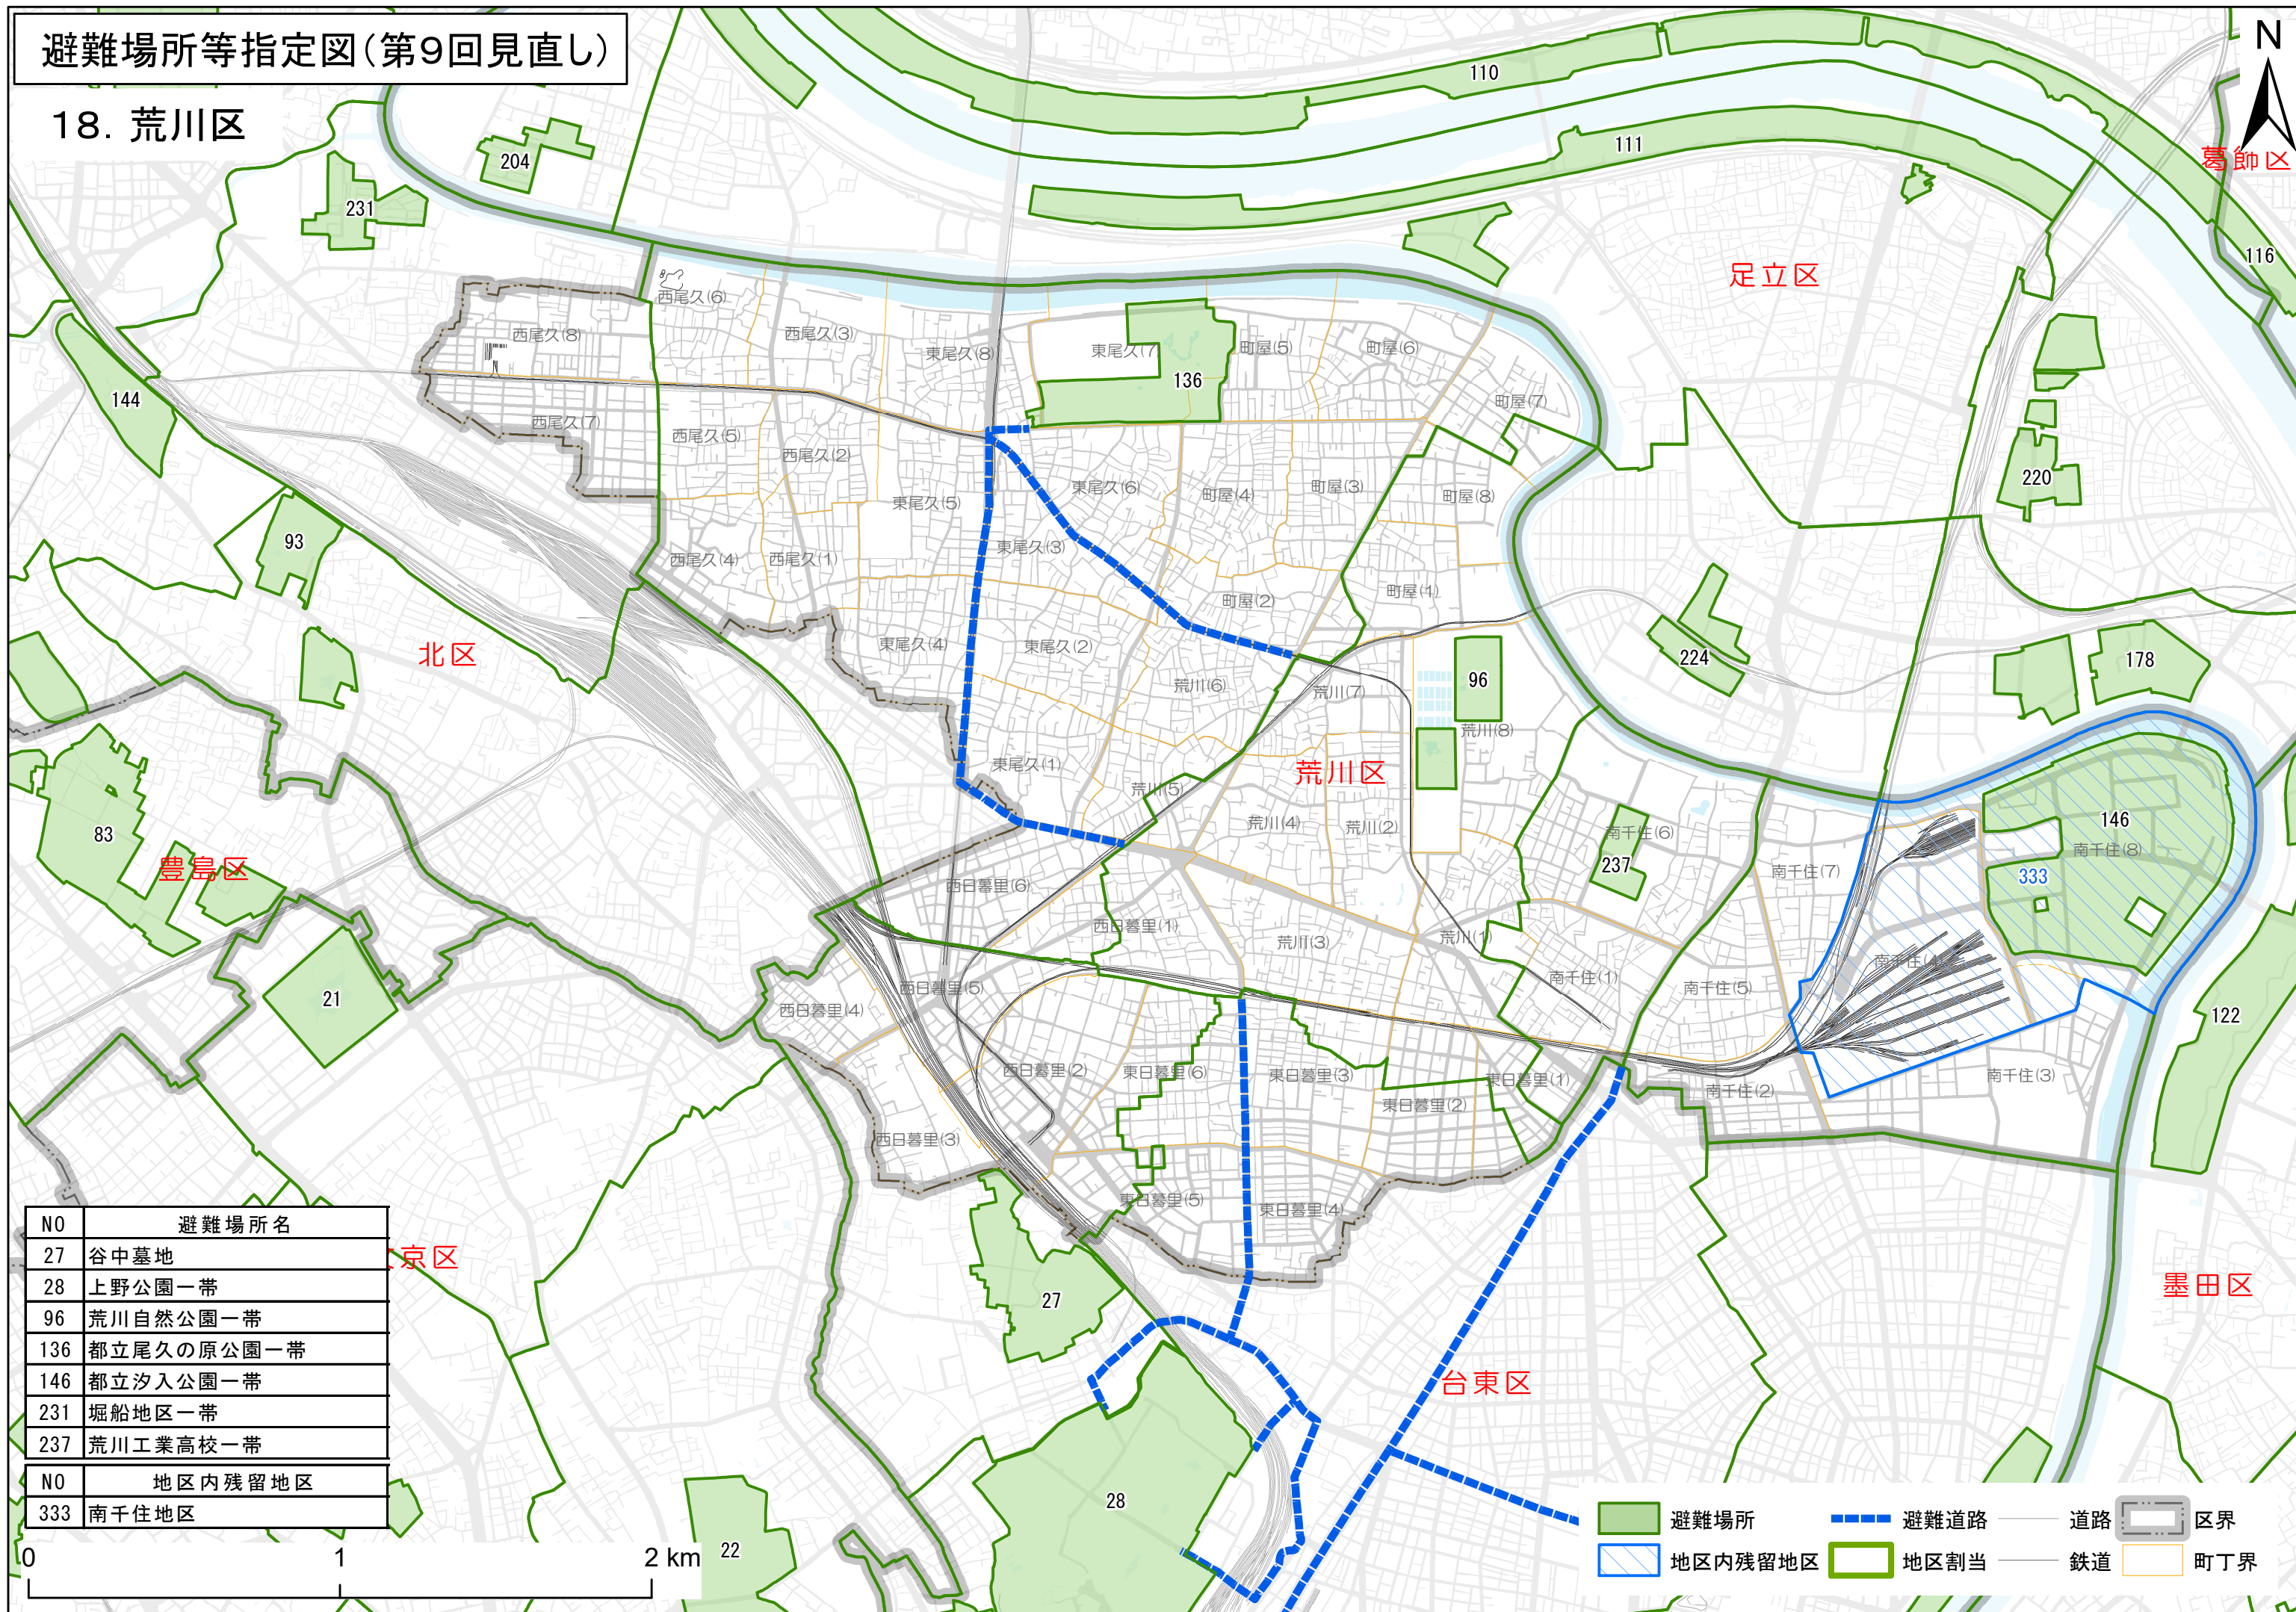 避難場所等指定図(第9回見直し)
18. 荒川区
N
110
111
204
231
葛飾区
116
足立区
西尾久(6)
西尾久(8)
西尾久(3)
東尾久(8)
東尾久(7)
町屋(5)
町屋(6)
136
144
町屋(7)
西尾久(7)
西尾久(5)
西尾久(2)
220
東尾久(5)
東尾久(6)
町屋(4)
町屋(3)
町屋(8)
93
東尾久(3)
西尾久(4)
西尾久(1)
町屋(1)
町屋(2)
北区
東尾久(4)
東尾久(2)
224
178
荒川(6)
荒川(7)
96
荒川(8)
東尾久(1)
荒川区
荒川(5)
荒川(4)
荒川(2)
83
豊島区
南千住(6)
237
146
南千住(8)
南千住(7)
333
西日暮里(6)
西日暮里(1)
荒川(3)
荒川(1)
南千住(4)
南千住(1)
南千住(5)
21
西日暮里(5)
西日暮里(4)
122
西日暮里(2)
東日暮里(6)
東日暮里(3)
東日暮里(1)
東日暮里(2)
南千住(3)
南千住(2)
西日暮里(3)
東日暮里(5)
東日暮里(4)
京区
墨田区
27
台東区
28
22
NO 避難場所名
27 谷中墓地
28 上野公園一帯
96 荒川自然公園一帯
136 都立尾久の原公園一帯
146 都立汐入公園一帯
231 堀船地区一帯
237 荒川工業高校一帯
NO 地区内残留地区
333 南千住地区
0 1 2 km
避難場所 避難道路 道路 区界
地区内残留地区 地区割当 鉄道 町丁界